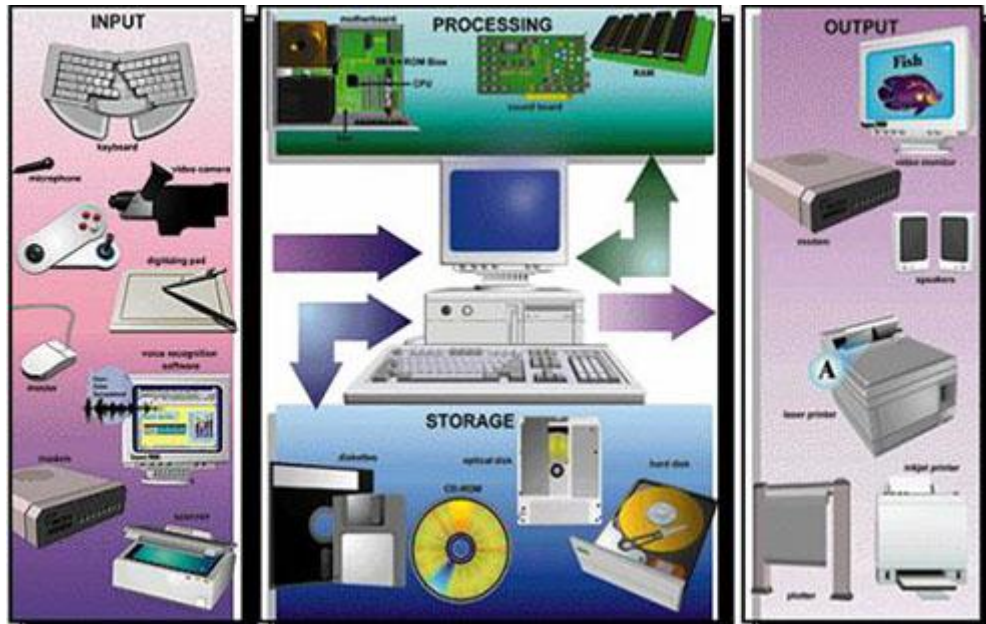 INPUT
keyboard
microphone
video camera
digitizing pad
mouse
voice recognition
software
modem
scanner
PROCESSING
motherboard
ROM Bios
CPU
sound board
RAM
STORAGE
diskettes
optical disk
CD-ROM
hard disk
OUTPUT
Fish
video monitor
modem
speakers
A
laser printer
inkjet printer
plotter